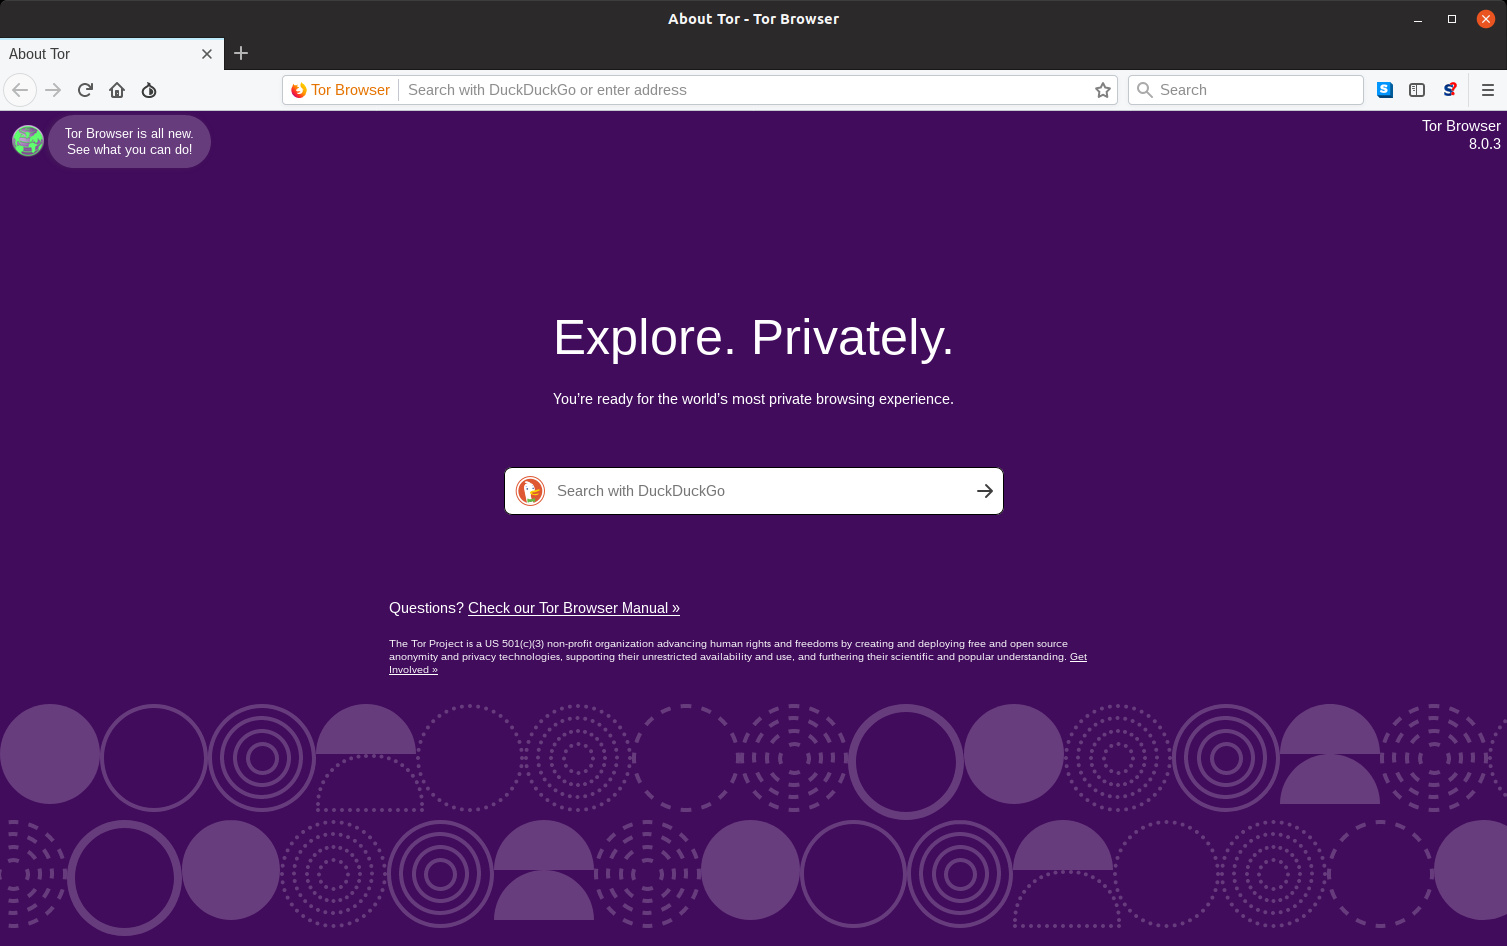 About Tor - Tor Browser
About Tor
Tor Browser
Search with DuckDuckGo or enter address
Search
Tor Browser is all new.
See what you can do!
Tor Browser
8.0.3
Explore. Privately.
You’re ready for the world’s most private browsing experience.
Search with DuckDuckGo
Questions? Check our Tor Browser Manual »
The Tor Project is a US 501(c)(3) non-profit organization advancing human rights and freedoms by creating and deploying free and open source
anonymity and privacy technologies, supporting their unrestricted availability and use, and furthering their scientific and popular understanding. Get
Involved »